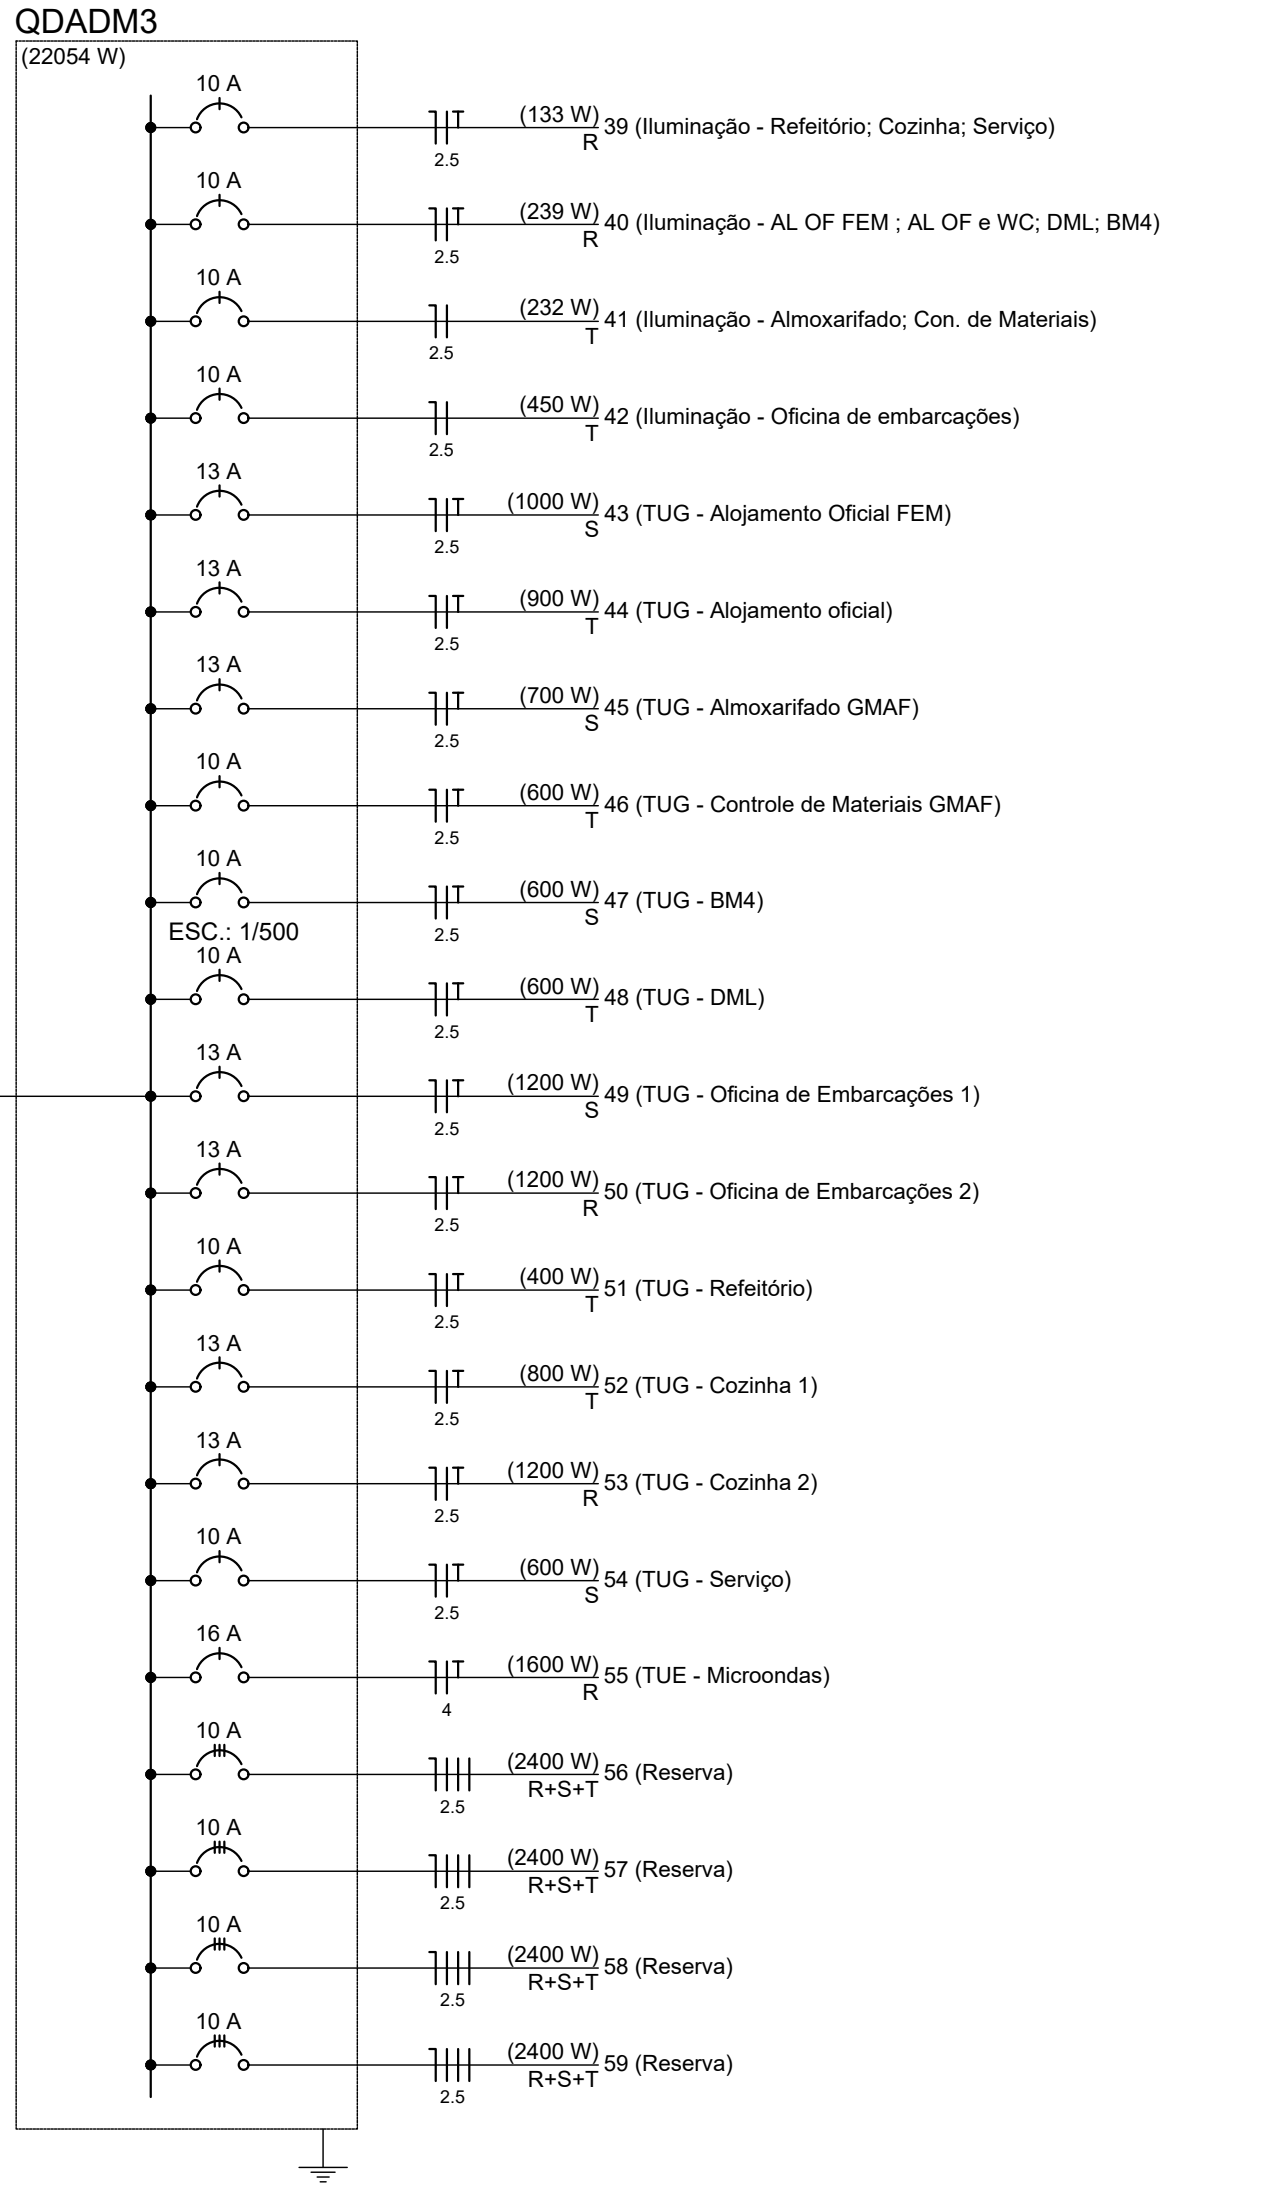 QDADM3
(22054 W)
10 A
(133 W)
39 (Iluminação - Refeitório; Cozinha; Serviço)
R
2.5
10 A
(239 W)
40 (Iluminação - AL OF FEM ; AL OF e WC; DML; BM4)
R
2.5
10 A
(232 W)
41 (Iluminação - Almoxarifado; Con. de Materiais)
T
2.5
10 A
(450 W)
42 (Iluminação - Oficina de embarcações)
T
2.5
13 A
(1000 W)
43 (TUG - Alojamento Oficial FEM)
S
2.5
13 A
(900 W)
44 (TUG - Alojamento oficial)
T
2.5
13 A
(700 W)
45 (TUG - Almoxarifado GMAF)
S
2.5
10 A
(600 W)
46 (TUG - Controle de Materiais GMAF)
T
2.5
10 A
(600 W)
47 (TUG - BM4)
S
2.5
ESC.: 1/500
10 A
(600 W)
48 (TUG - DML)
T
2.5
13 A
(1200 W)
49 (TUG - Oficina de Embarcações 1)
S
2.5
13 A
(1200 W)
50 (TUG - Oficina de Embarcações 2)
R
2.5
10 A
(400 W)
51 (TUG - Refeitório)
T
2.5
13 A
(800 W)
52 (TUG - Cozinha 1)
T
2.5
13 A
(1200 W)
53 (TUG - Cozinha 2)
R
2.5
10 A
(600 W)
54 (TUG - Serviço)
S
2.5
16 A
(1600 W)
55 (TUE - Microondas)
R
4
10 A
(2400 W)
56 (Reserva)
R+S+T
2.5
10 A
(2400 W)
57 (Reserva)
R+S+T
2.5
10 A
(2400 W)
58 (Reserva)
R+S+T
2.5
10 A
(2400 W)
59 (Reserva)
R+S+T
2.5